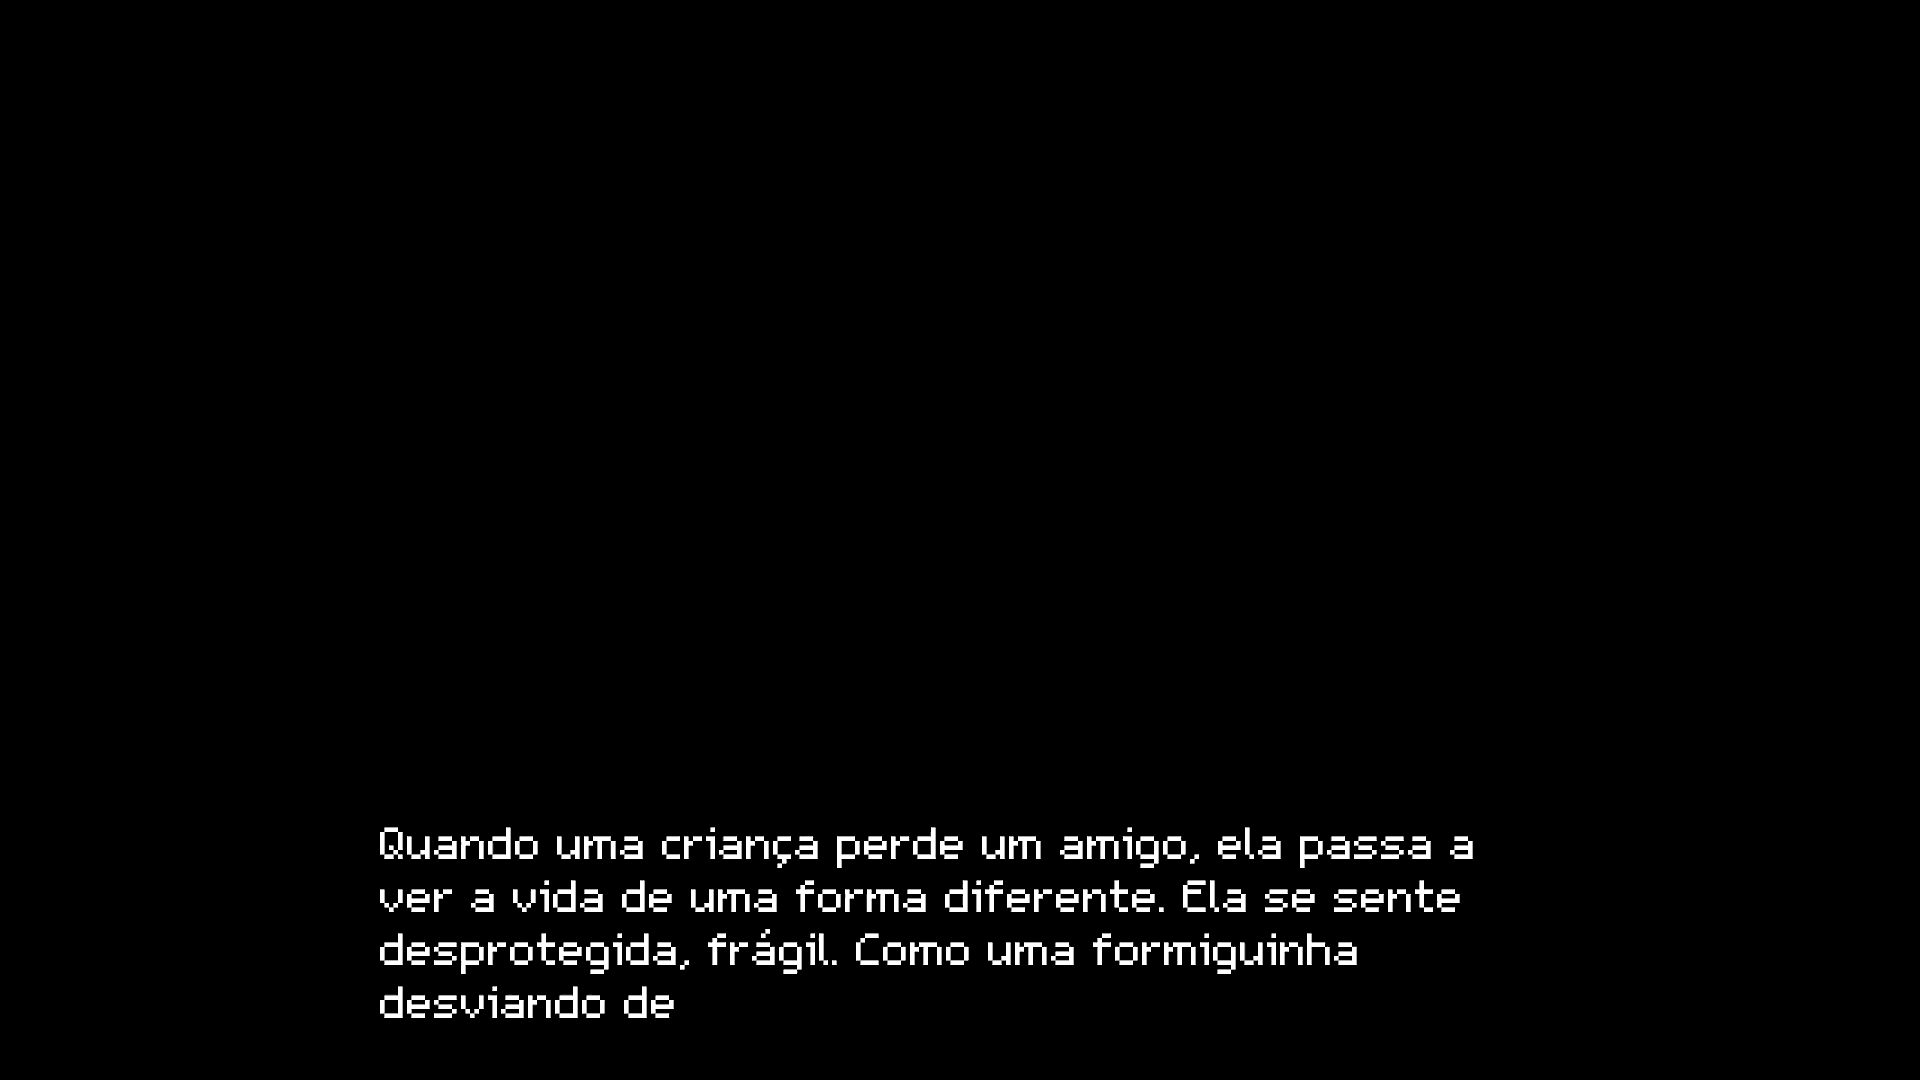 Quando uma criança perde um amigo, ela passa a
ver a vida de uma forma diferente. Ela se sente
desprotegida, frágil. Como uma formiguinha
desviando de